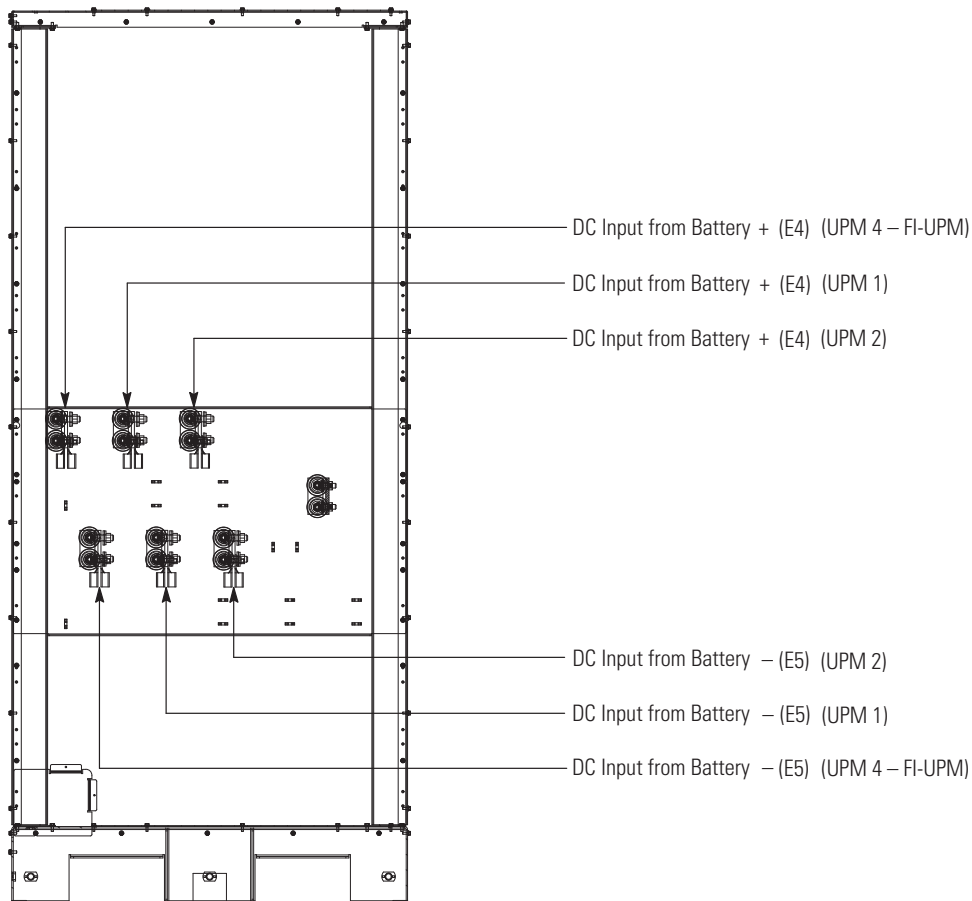 DC Input from Battery + (E4) (UPM 4 – FI-UPM)
DC Input from Battery + (E4) (UPM 1)
DC Input from Battery + (E4) (UPM 2)
DC Input from Battery – (E5) (UPM 2)
DC Input from Battery – (E5) (UPM 1)
DC Input from Battery – (E5) (UPM 4 – FI-UPM)